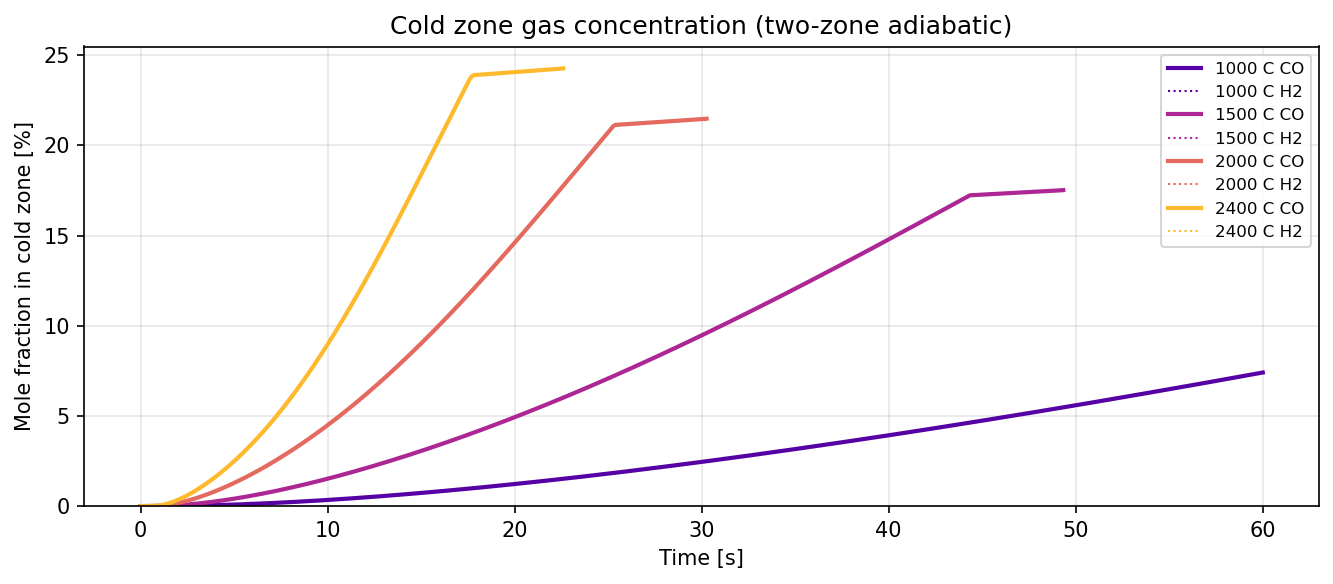 Cold zone gas concentration (two-zone adiabatic)
Mole fraction in cold zone [%]
25
20
15
10
5
0
0 10 20 30 40 50 60
Time [s]
1000 C CO
1000 C H2
1500 C CO
1500 C H2
2000 C CO
2000 C H2
2400 C CO
2400 C H2